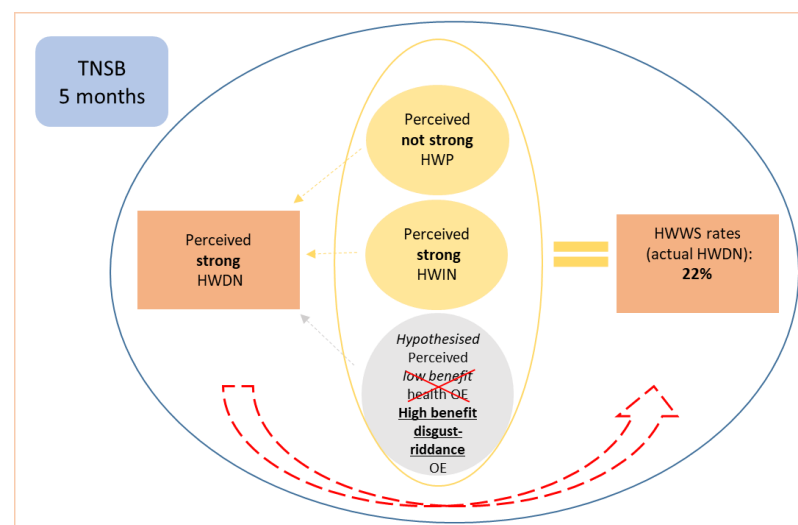 TNSB
5 months
Perceived
not strong
HWP
Perceived
strong
HWDN
Perceived
strong
HWIN
HWWS rates
(actual HWDN):
22%
Hypothesised
Perceived
low benefit
health OE
High benefit
disgust-
riddance
OE